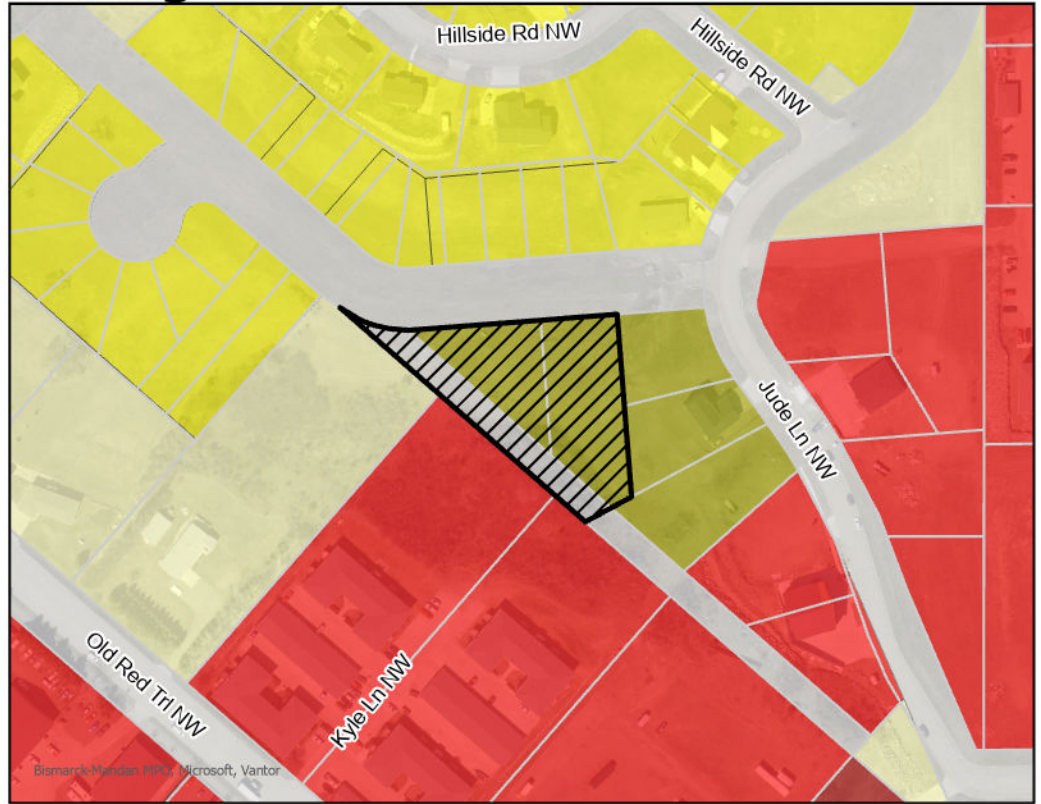 Hillside Rd NW
Hillside Rd NW
Jude Ln NW
Old Red Trl NW
Kyle Ln NW
Bismarck-Mandan MPO, Microsoft, Vantor